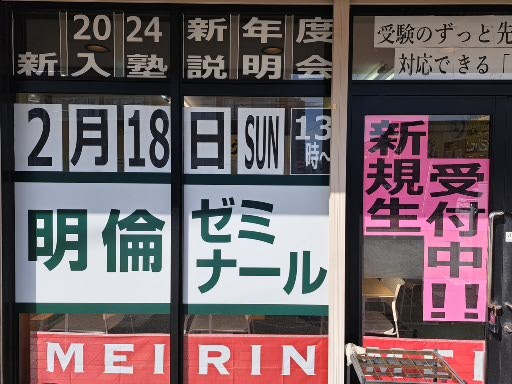 2024 新年度
新入塾説明会
2月18日 SUN 13時~
明倫ゼミナール
MEIRIN
受験のずっと先
対応できる「
新規生
受付中!!